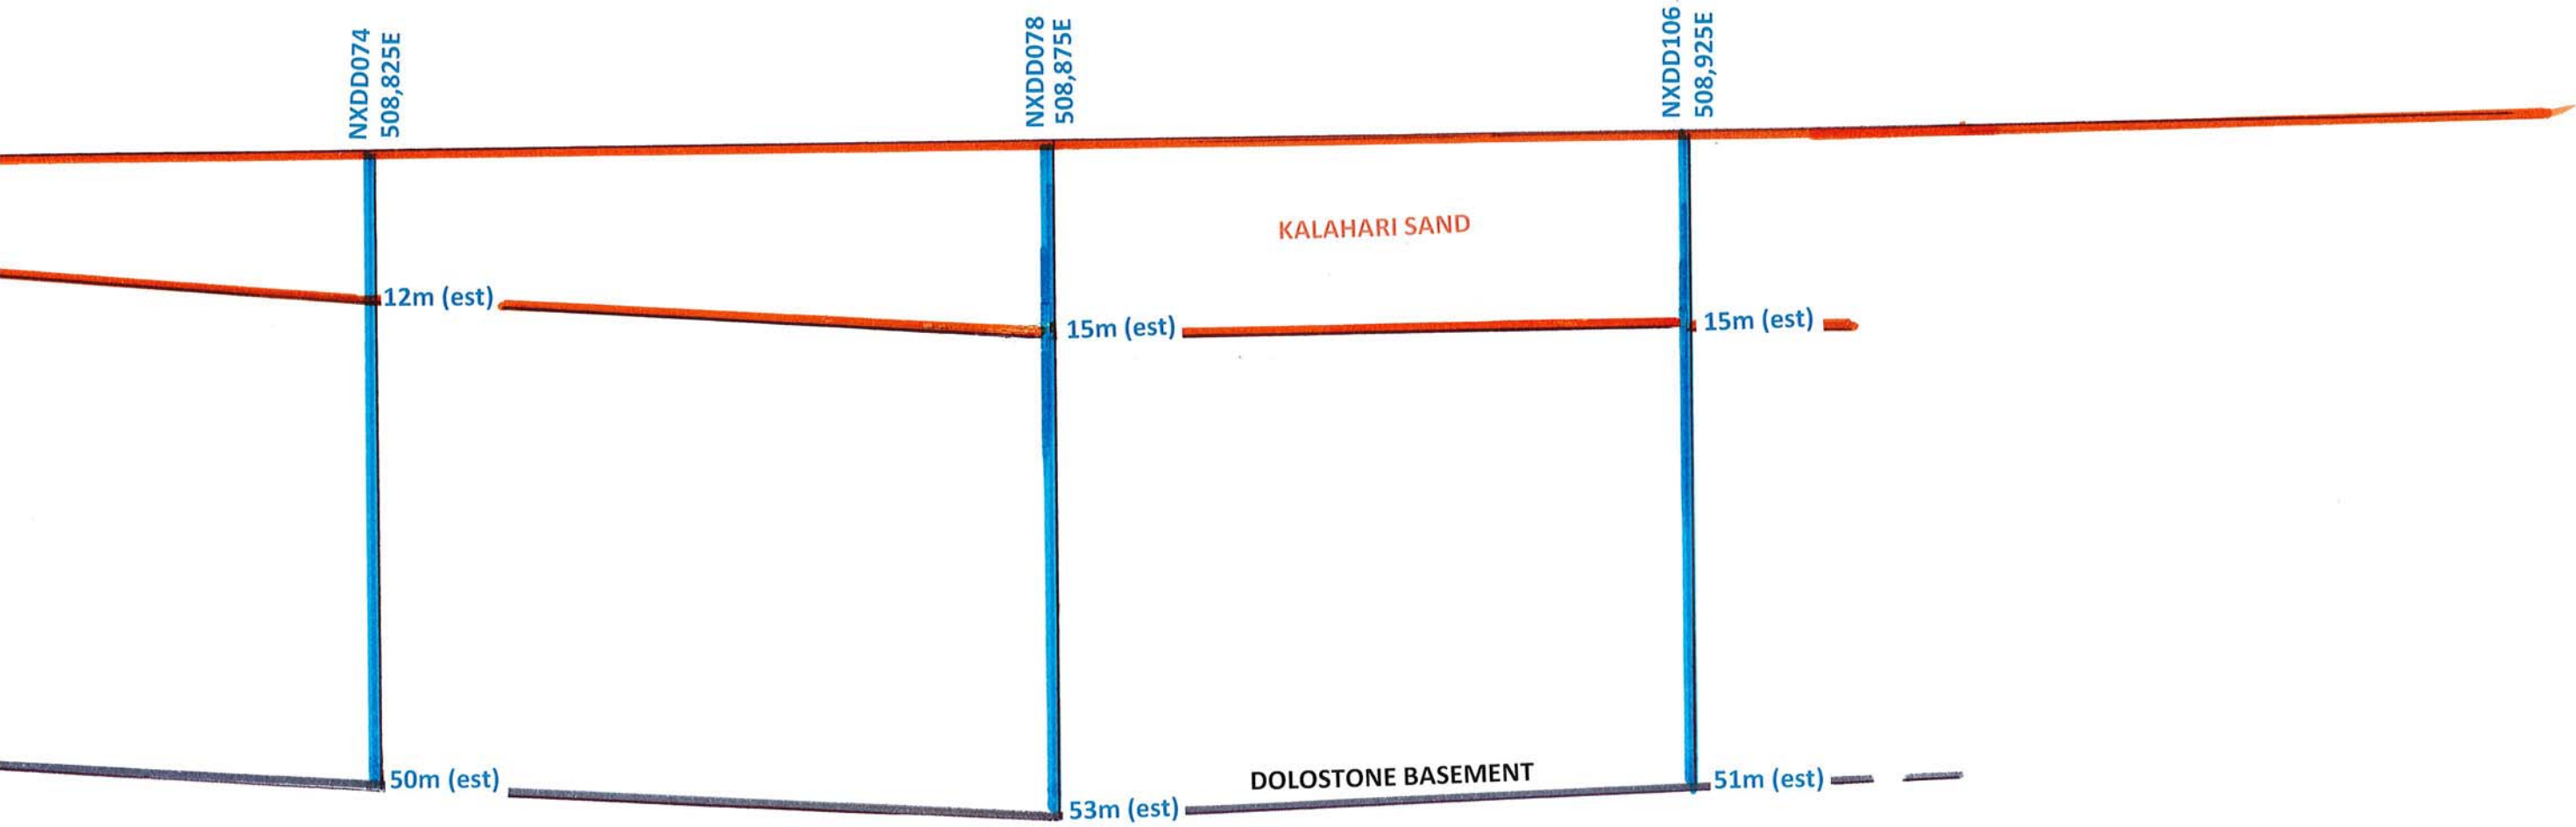 NXDD074
508,825E
NXDD078
508,875E
NXDD106
508,925E
KALAHARI SAND
12m (est)
15m (est)
15m (est)
DOLOSTONE BASEMENT
50m (est)
53m (est)
51m (est)